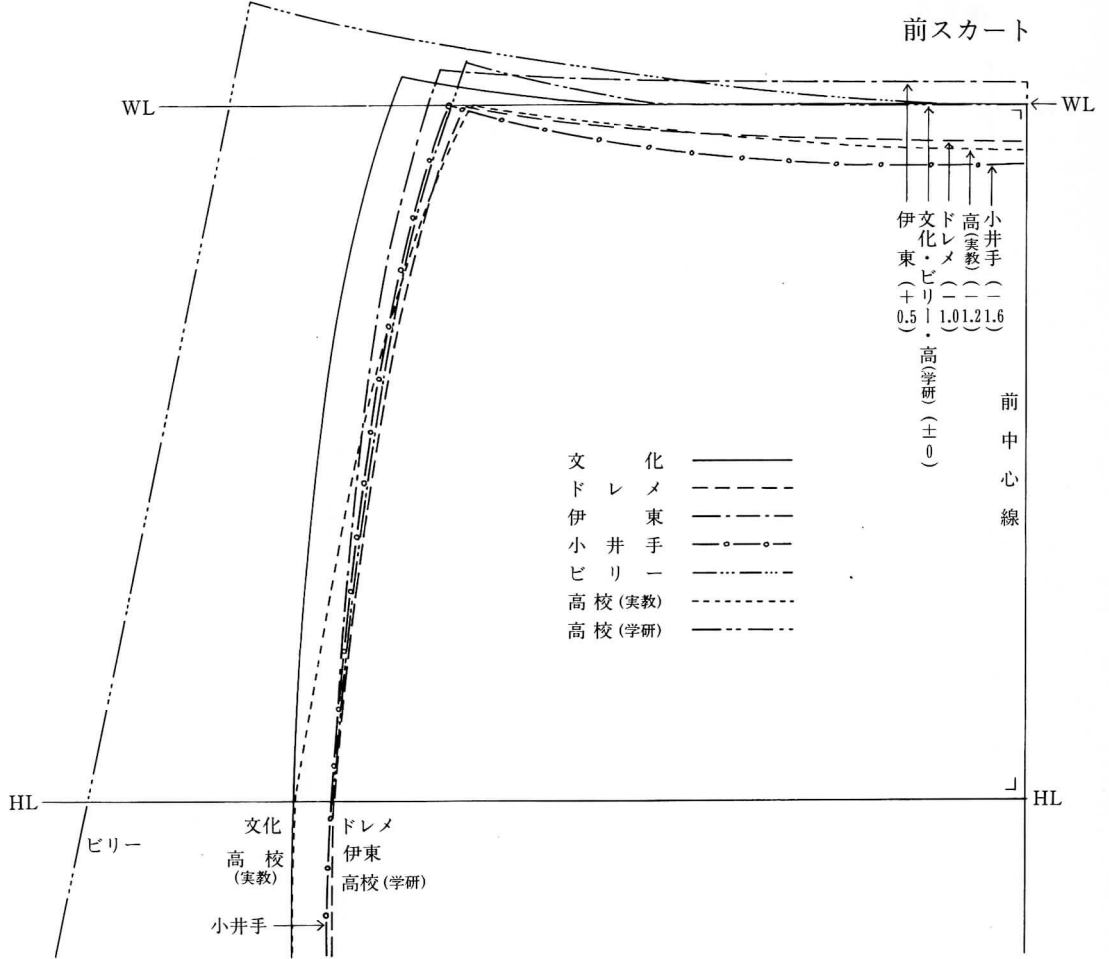 前スカート
WL
WL
伊東(+0.5)
文化・ビリー・高(学研)(±0)
ドレメ(-1.0)
高(実教)(-1.2)
小井手(-1.6)
前中心線
文化
ドレメ
伊東
小井手
ビリー
高校(実教)
高校(学研)
HL
HL
ビリー
文化
高校
(実教)
ドレメ
伊東
高校(学研)
小井手